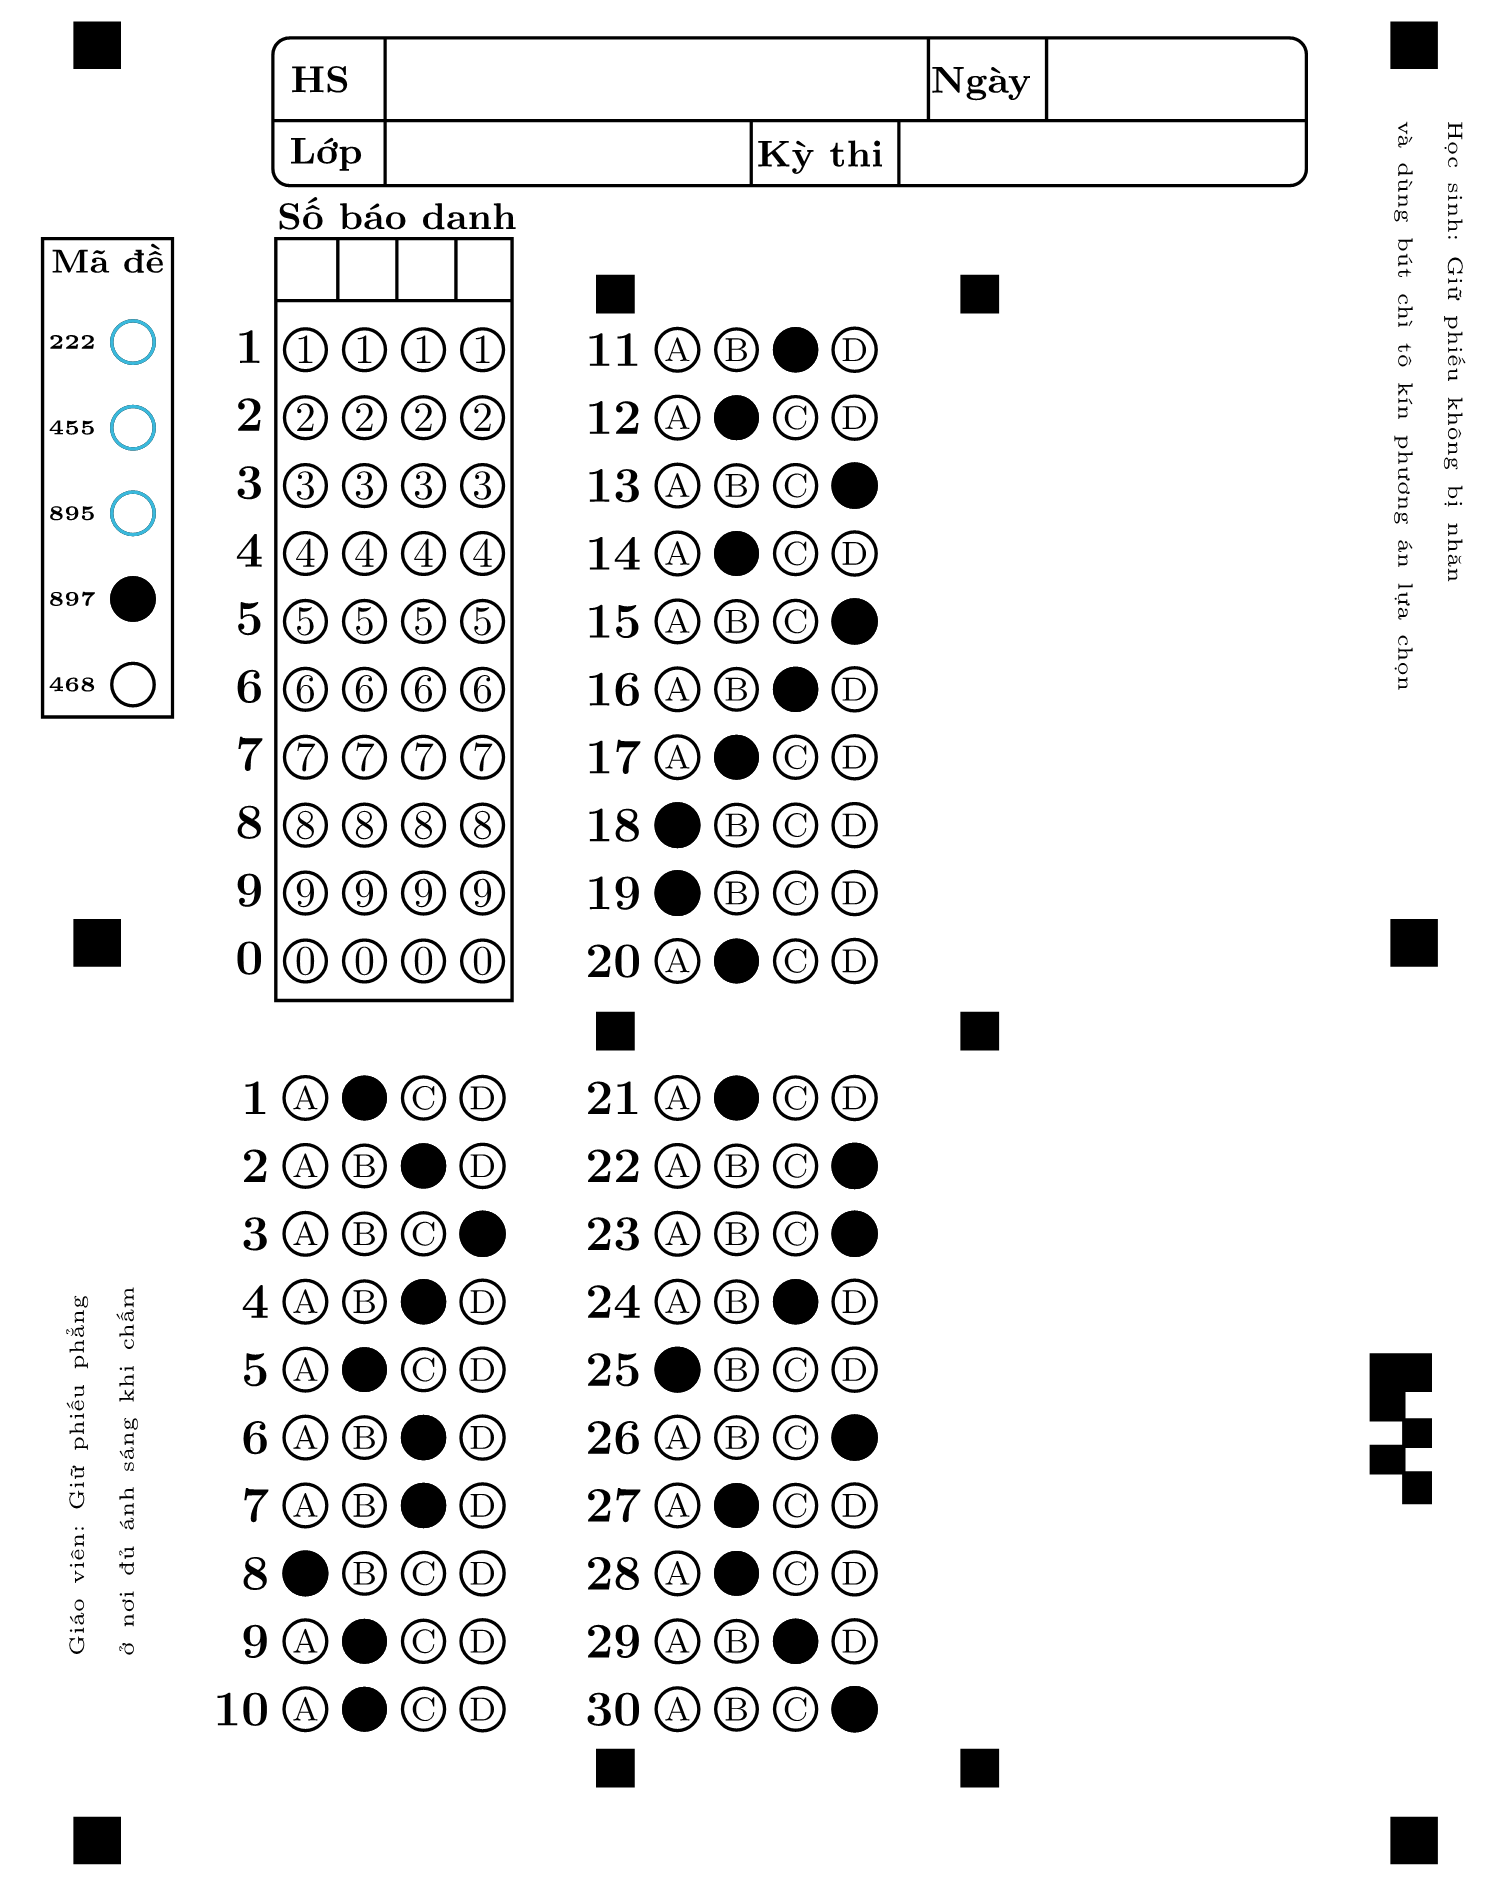 HS Ngày
Lớp Kỳ thi
Số báo danh
Mã đề
222
455
895
897
468
1 1 1 1 1
2 2 2 2 2
3 3 3 3 3
4 4 4 4 4
5 5 5 5 5
6 6 6 6 6
7 7 7 7 7
8 8 8 8 8
9 9 9 9 9
0 0 0 0 0
11 A B D
12 A C D
13 A B C
14 A C D
15 A B C
16 A B D
17 A C D
18 B C D
19 B C D
20 A C D
1 A C D
2 A B D
3 A B C
4 A B D
5 A C D
6 A B D
7 A B D
8 B C D
9 A C D
10 A C D
21 A C D
22 A B C
23 A B C
24 A B D
25 B C D
26 A B C
27 A C D
28 A C D
29 A B D
30 A B C
Học sinh: Giữ phiếu không bị nhăn
và dùng bút chì tô kín phương án lựa chọn
Giáo viên: Giữ phiếu phẳng
ở nơi đủ ánh sáng khi chấm